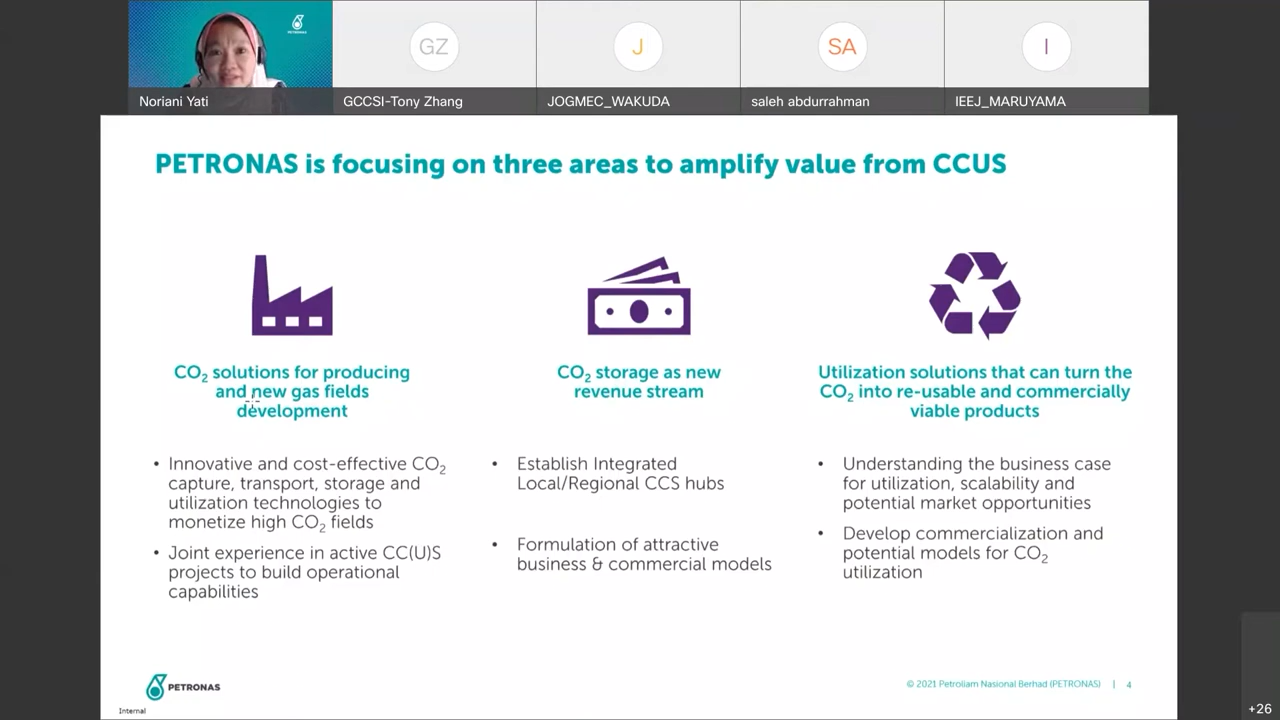 PETRONAS
GZ
J
SA
I
Noriani Yati
GCCSI-Tony Zhang
JOGMEC_WAKUDA
saleh abdurrahman
IEEJ_MARUYAMA
PETRONAS is focusing on three areas to amplify value from CCUS
CO2 solutions for producing
and new gas fields
development
• Innovative and cost-effective CO2
capture, transport, storage and
utilization technologies to
monetize high CO2 fields
• Joint experience in active CC(U)S
projects to build operational
capabilities
CO2 storage as new
revenue stream
• Establish Integrated
Local/Regional CCS hubs
• Formulation of attractive
business & commercial models
Utilization solutions that can turn the
CO2 into re-usable and commercially
viable products
• Understanding the business case
for utilization, scalability and
potential market opportunities
• Develop commercialization and
potential models for CO2
utilization
PETRONAS
Internal
© 2021 Petroliam Nasional Berhad (PETRONAS) | 4
+26